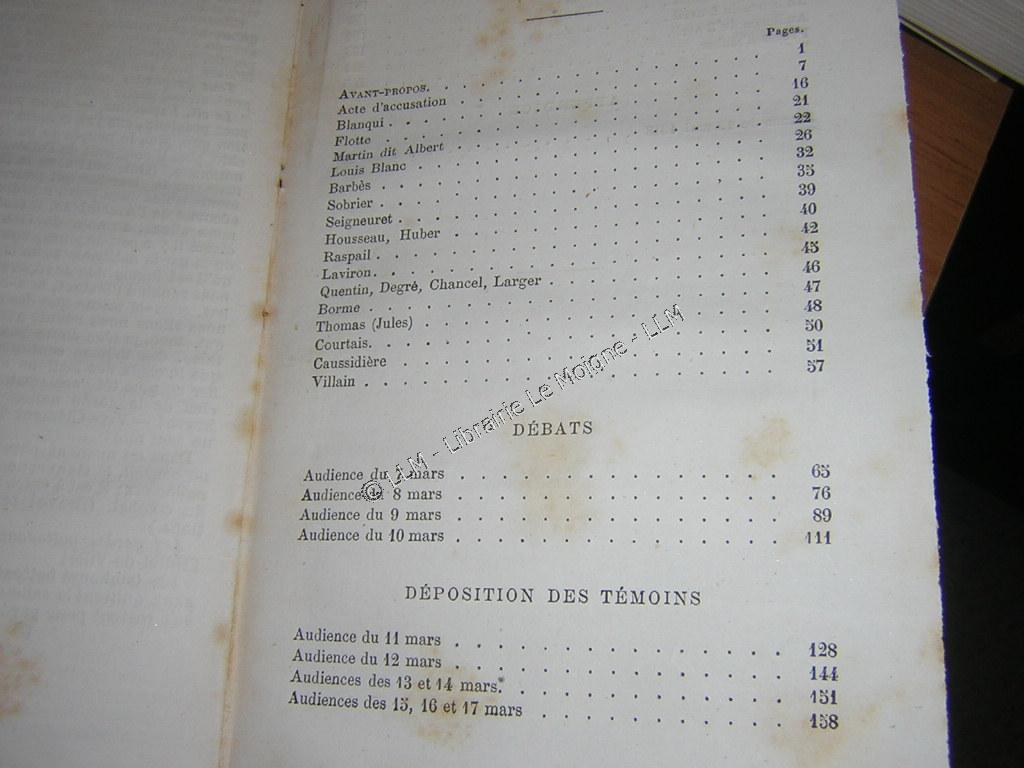 Pages.
AVANT-PROPOS. 1
Acte d'accusation 7
Blanqui 16
Flotte 21
Martin dit Albert 22
Louis Blanc 26
Barbès 32
Sobrier 35
Seigneuret 39
Housseau, Huber 40
Raspail 42
Laviron. 45
Quentin, Degré, Chancel, Larger 46
Borme 47
Thomas (Jules) 48
Courtais. 50
Caussidière 51
Villain 57
DÉBATS
Audience du 7 mars 65
Audience du 8 mars 76
Audience du 9 mars 89
Audience du 10 mars 111
DÉPOSITION DES TÉMOINS
Audience du 11 mars 128
Audience du 12 mars 144
Audiences des 13 et 14 mars. 151
Audiences des 15, 16 et 17 mars 158
© LLM - Librairie Le Moigne - LLM